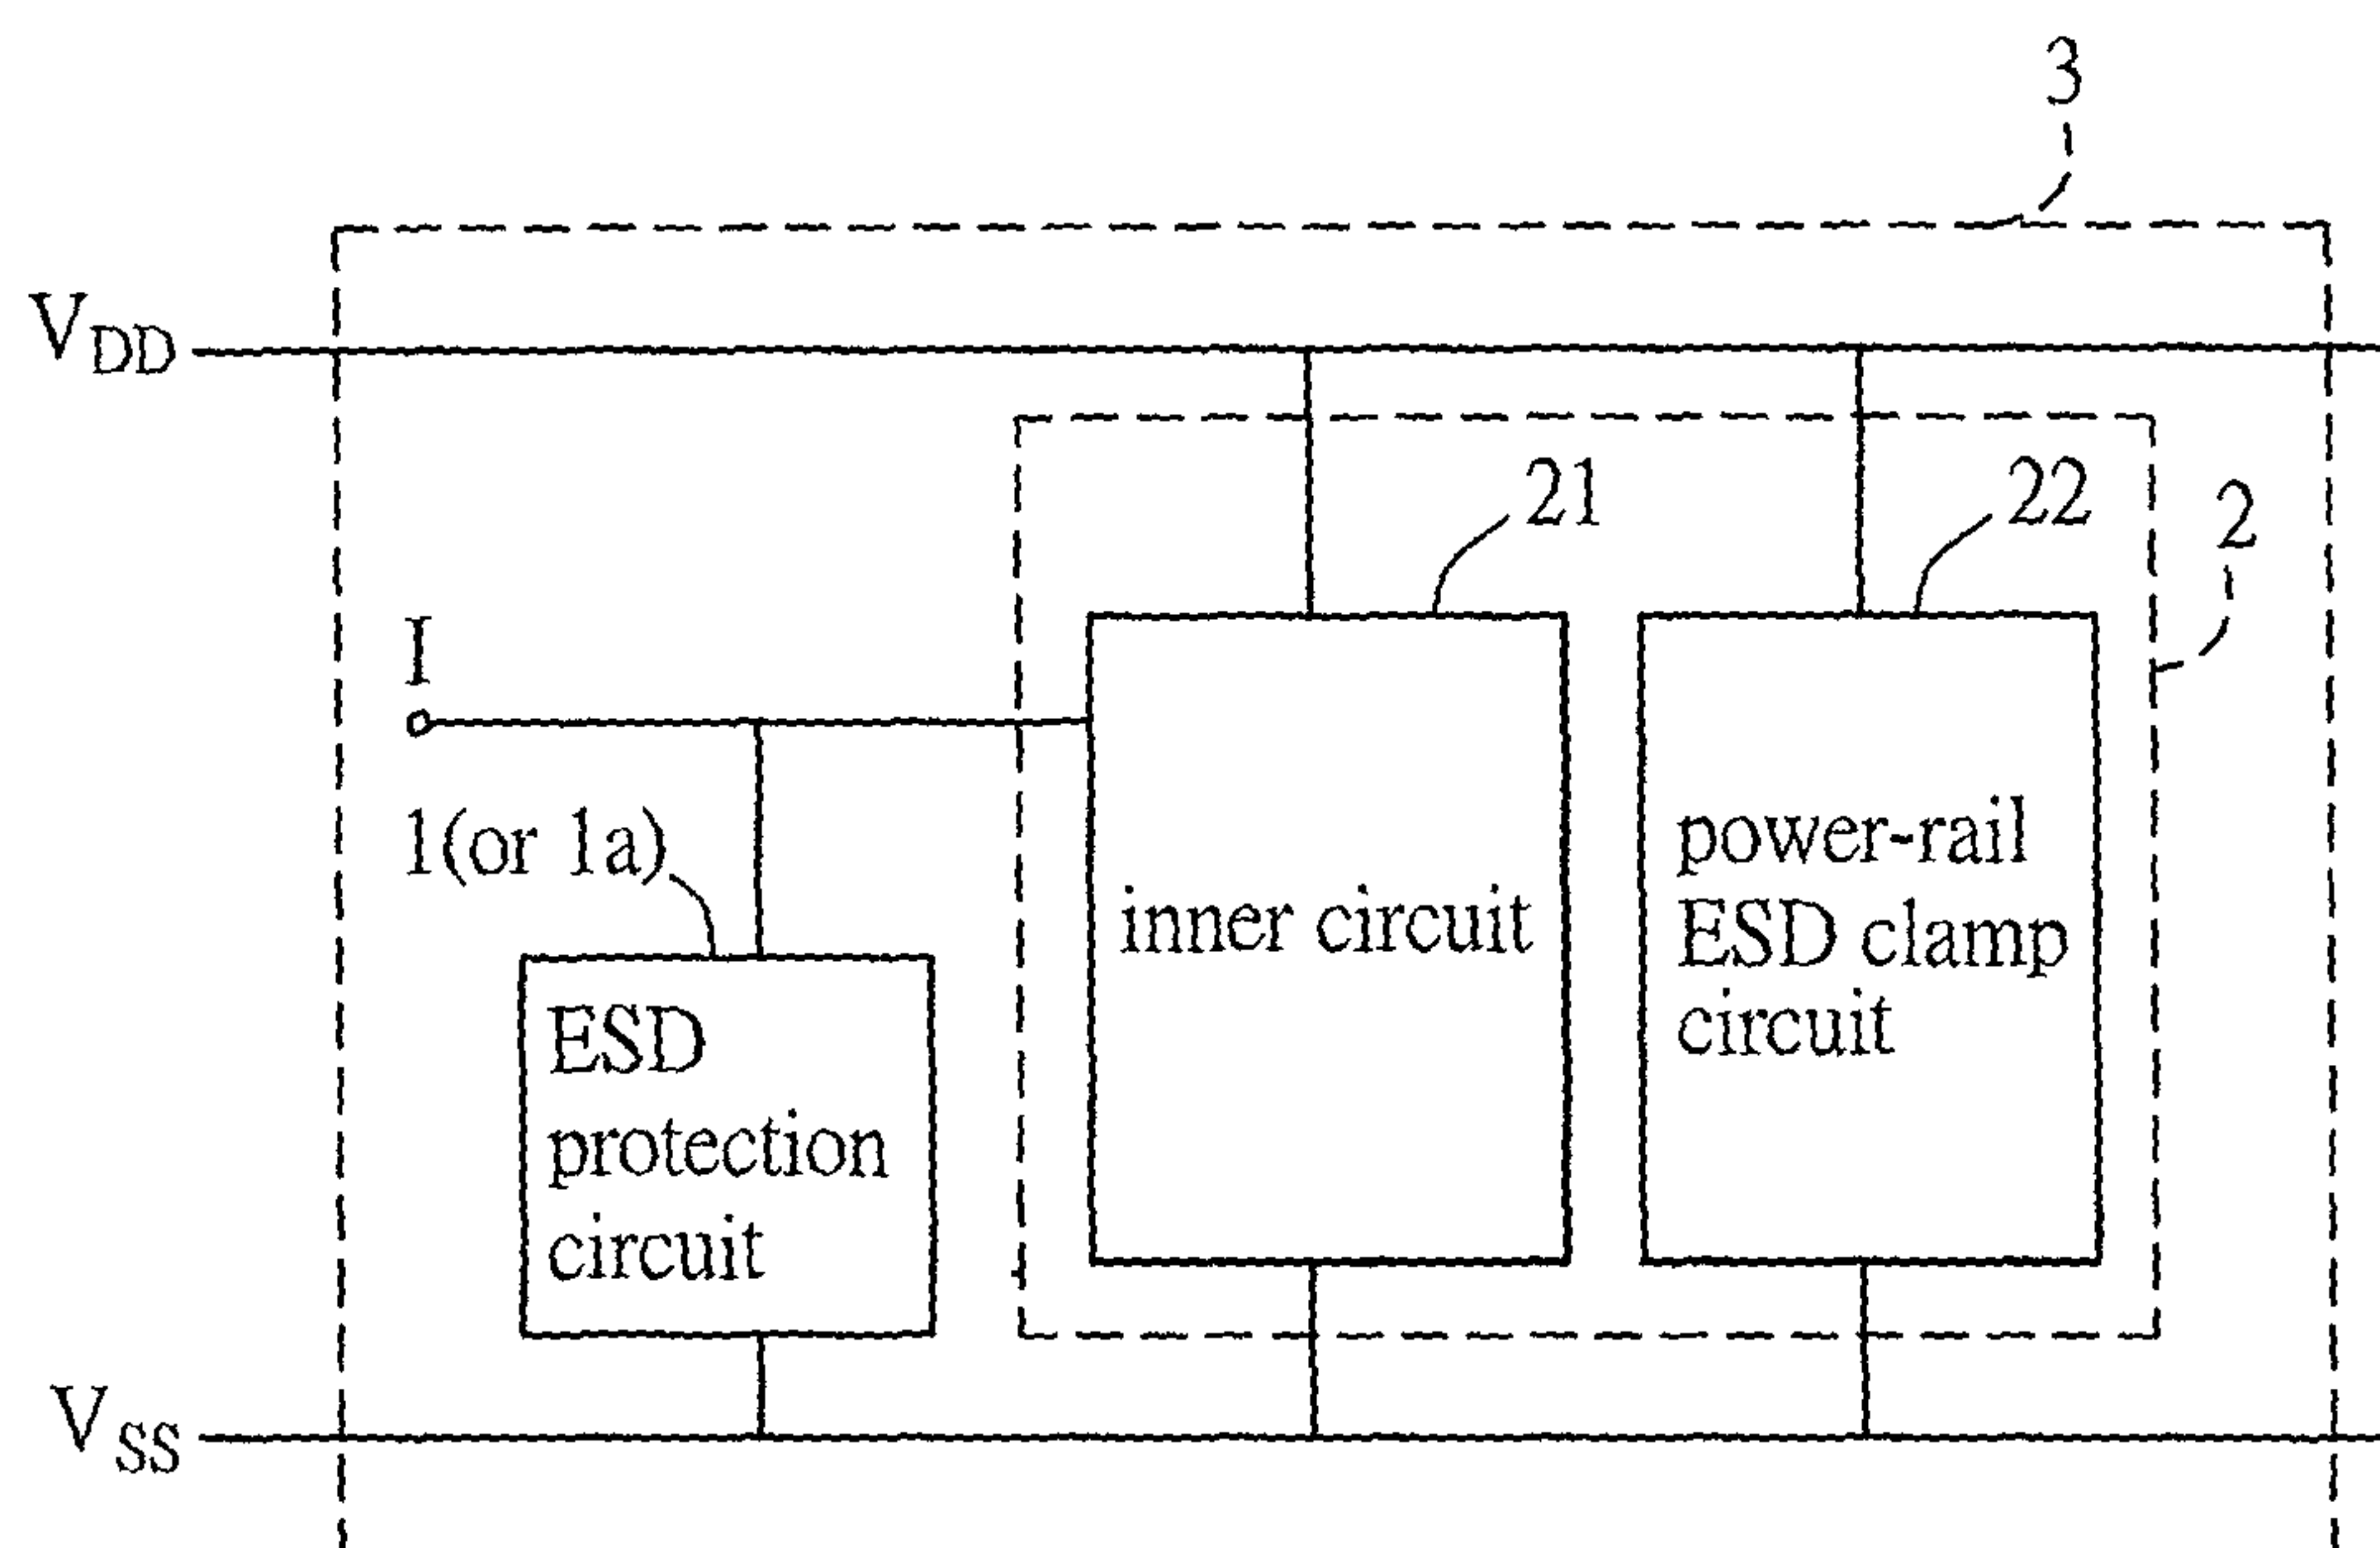 3
VDD
21
22
2
I
1(or 1a)
inner circuit
power-rail
ESD clamp
circuit
ESD
protection
circuit
VSS